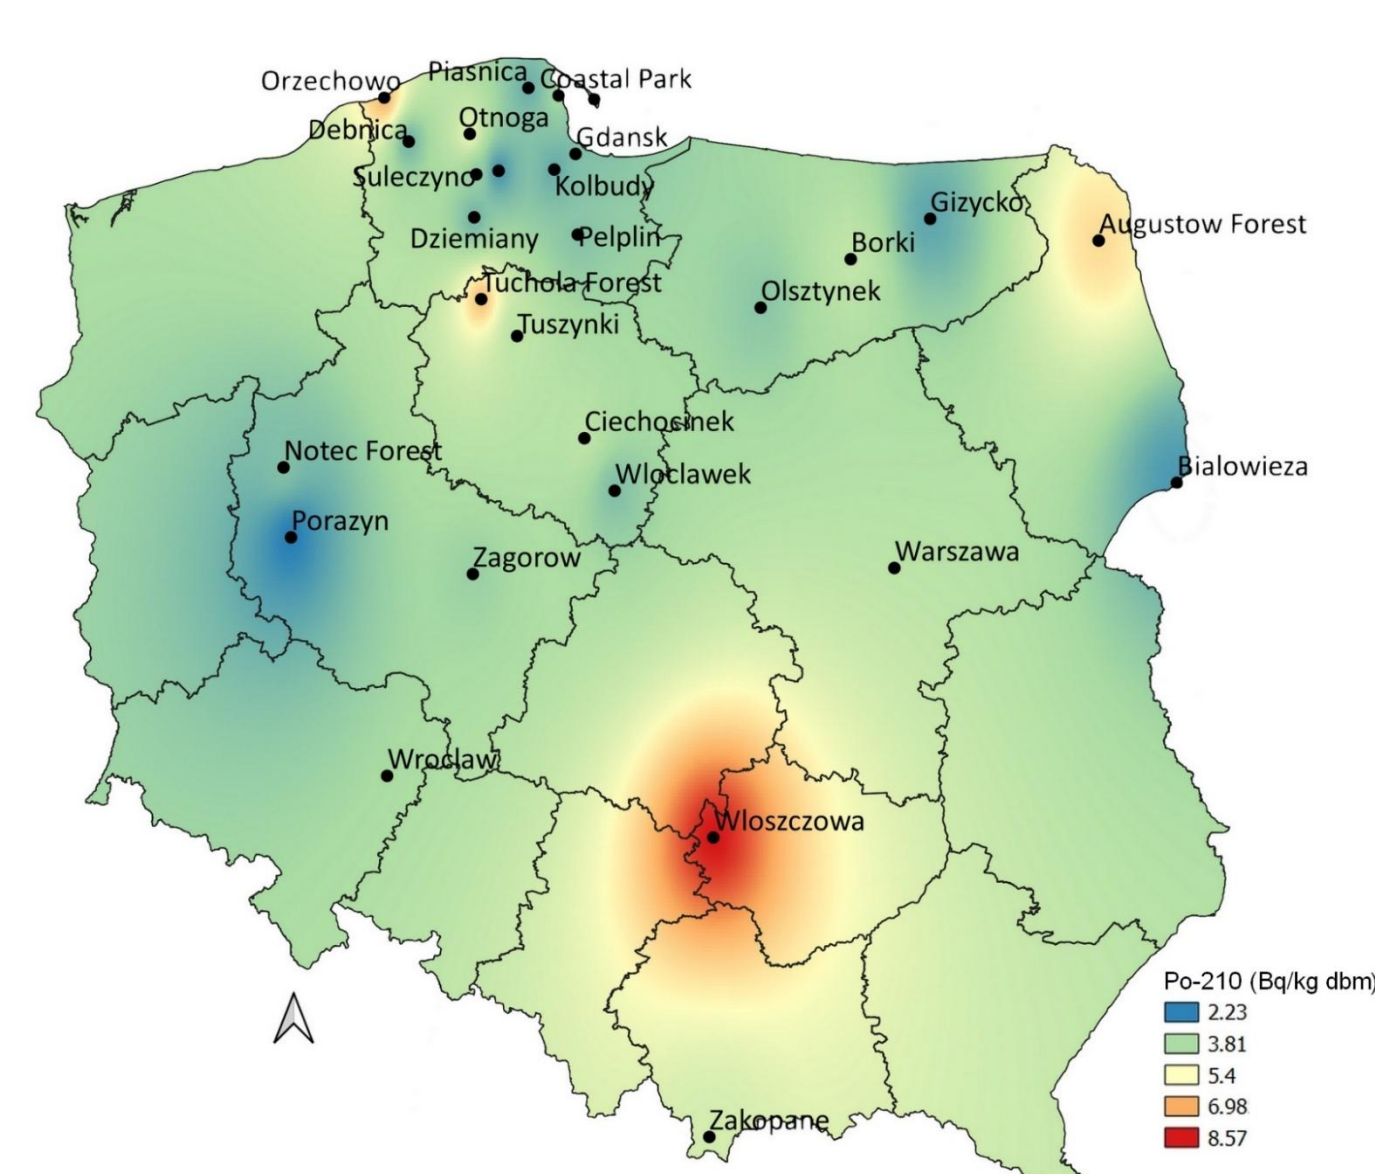 Piasnica
Orzechowo
Coastal Park
Otnoga
Debnica
Gdansk
Suleczyno
Kolbudy
Gizycko
Augustow Forest
Dziemiany
Pelplin
Borki
Tuchola Forest
Olsztynek
Tuszynki
Ciechocinek
Notec Forest
Wloclawek
Bialowieza
Porazyn
Zagorow
Warszawa
Wroclaw
Wloszczowa
Po-210 (Bq/kg dbm)
2.23
3.81
5.4
6.98
8.57
Zakopane